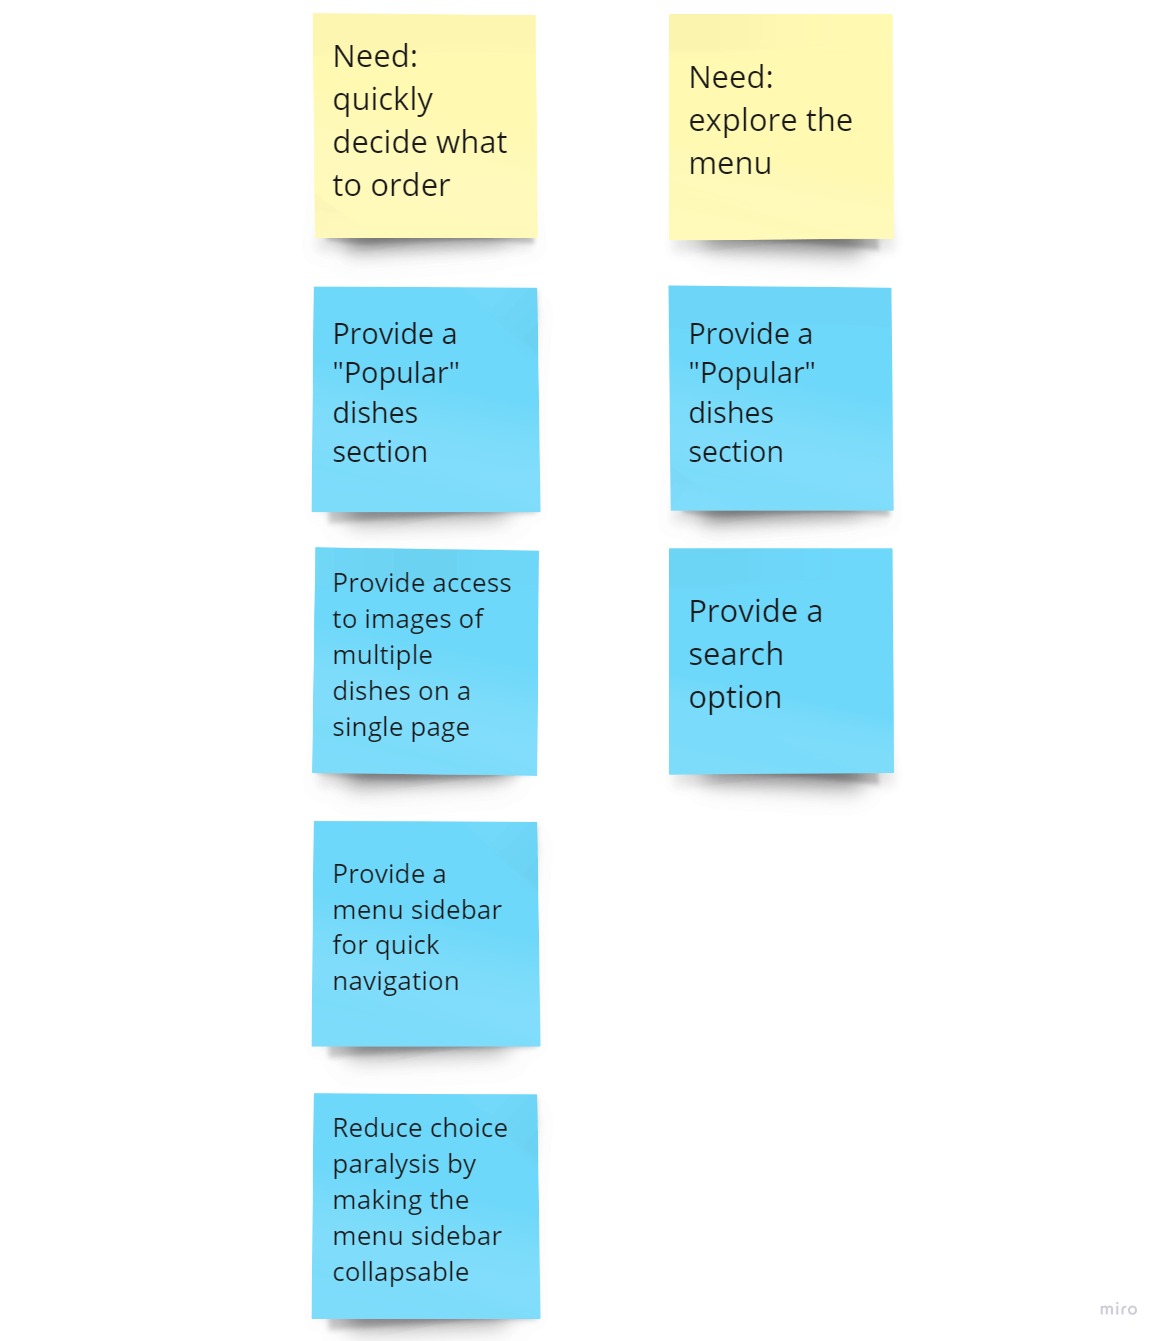 Need:
quickly
decide what
to order
Need:
explore the
menu
Provide a
"Popular"
dishes
section
Provide a
"Popular"
dishes
section
Provide access
to images of
multiple
dishes on a
single page
Provide a
search
option
Provide a
menu sidebar
for quick
navigation
Reduce choice
paralysis by
making the
menu sidebar
collapsable
miro